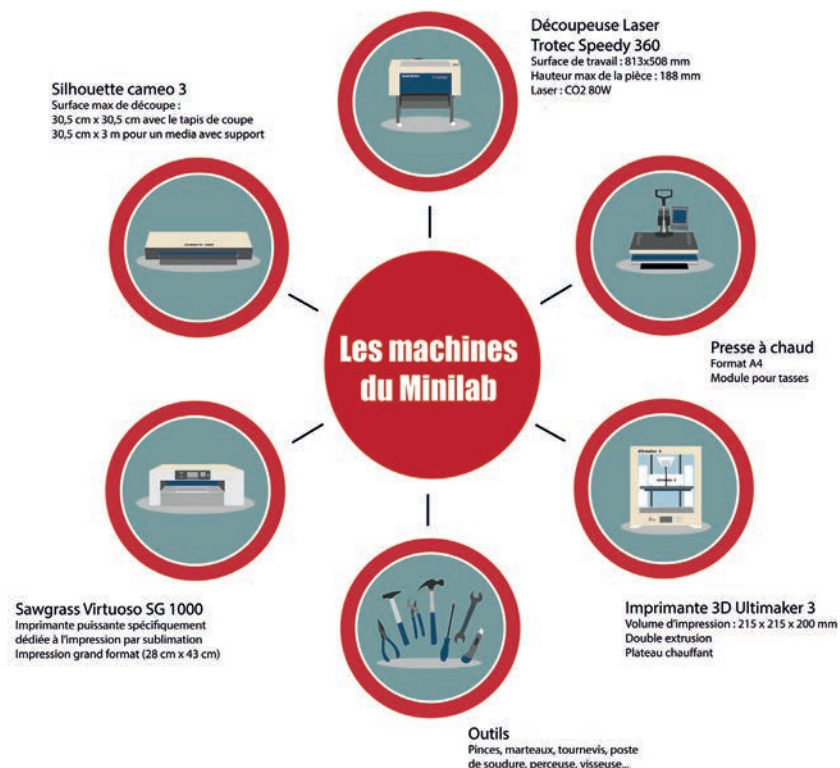 Découpeuse Laser
Trotec Speedy 360
Surface de travail : 813x508 mm
Hauteur max de la pièce : 188 mm
Laser : CO2 80W
Silhouette cameo 3
Surface max de découpe :
30,5 cm x 30,5 cm avec le tapis de coupe
30,5 cm x 3 m pour un media avec support
Les machines
du Minilab
Presse à chaud
Format A4
Module pour tasses
Ultimaker 3
Sawgrass Virtuoso SG 1000
Imprimante puissante spécifiquement
dédiée à l'impression par sublimation
Impression grand format (28 cm x 43 cm)
Imprimante 3D Ultimaker 3
Volume d'impression : 215 x 215 x 200 mm
Double extrusion
Plateau chauffant
Outils
Pinces, marteaux, tournevis, poste
de soudure, perceuse, visseuse...